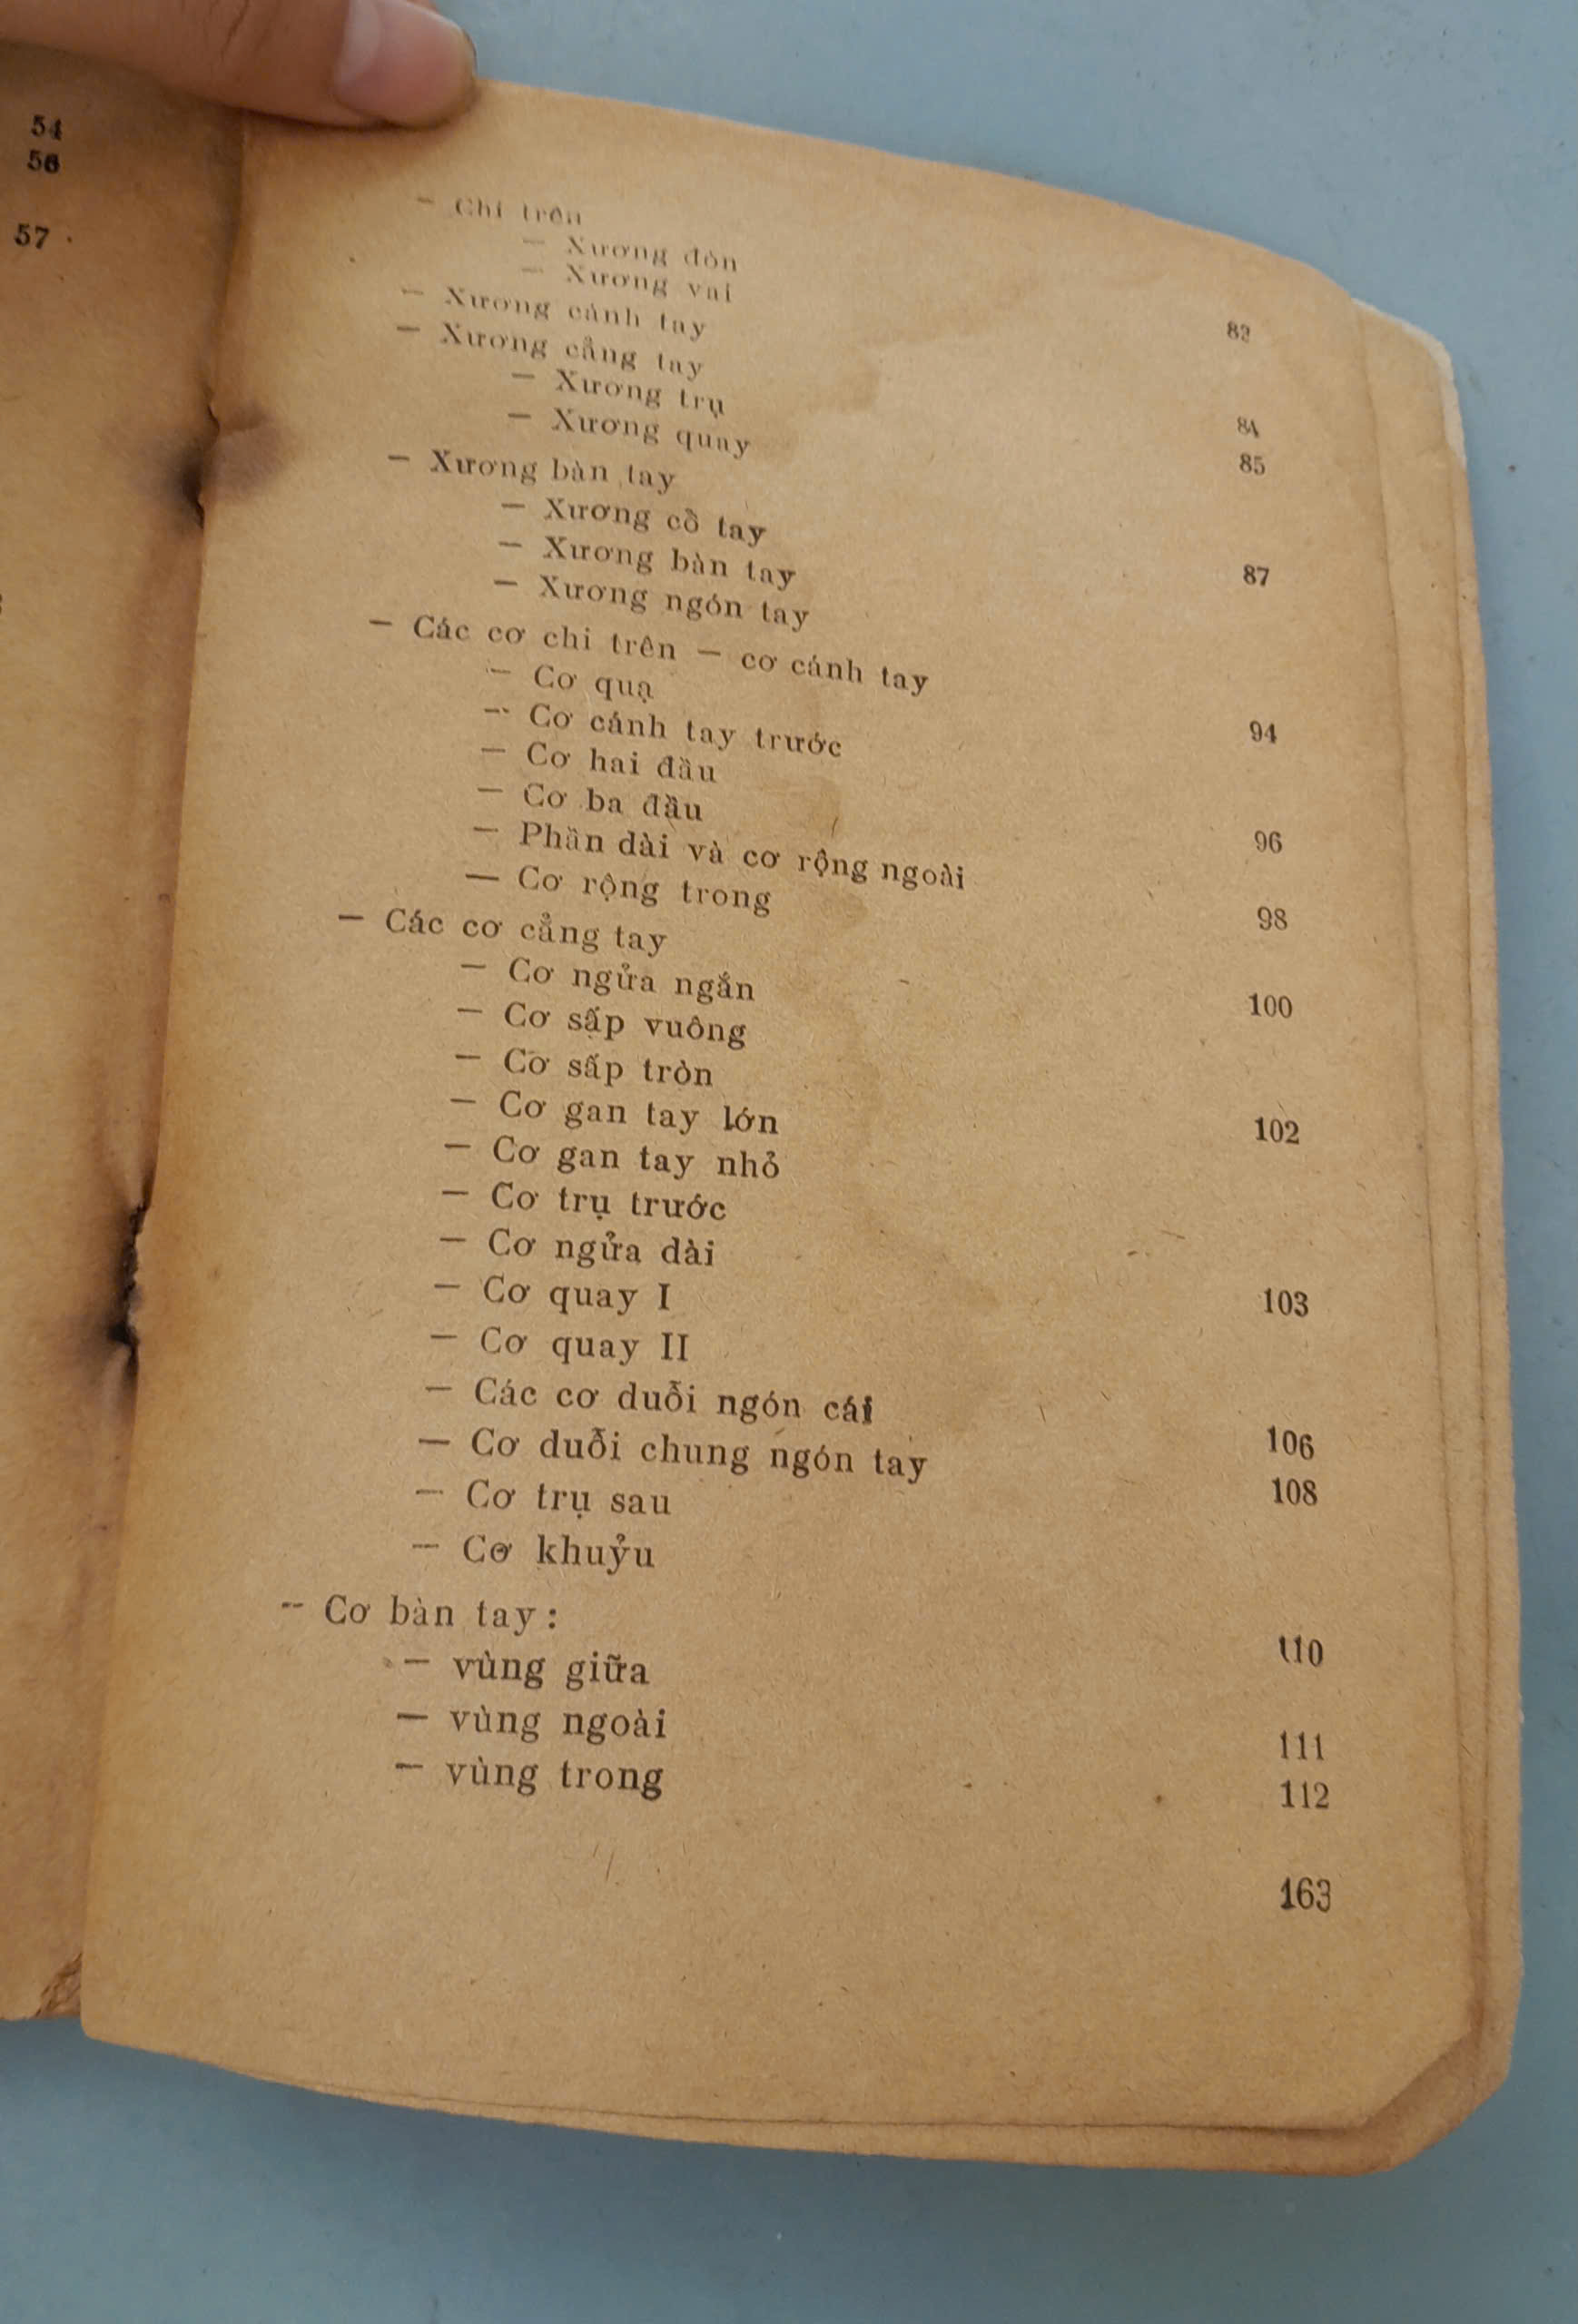 54
56
57
— Chi trên
— Xương đòn
— Xương vai
— Xương cánh tay 83
— Xương cẳng tay
— Xương trụ 84
— Xương quay 85
— Xương bàn tay
— Xương cổ tay
— Xương bàn tay 87
— Xương ngón tay
— Các cơ chi trên — cơ cánh tay
— Cơ quạ
— Cơ cánh tay trước 94
— Cơ hai đầu
— Cơ ba đầu 96
— Phần dài và cơ rộng ngoài
— Cơ rộng trong 98
— Các cơ cẳng tay
— Cơ ngửa ngắn 100
— Cơ sấp vuông
— Cơ sấp tròn
— Cơ gan tay lớn 102
— Cơ gan tay nhỏ
— Cơ trụ trước
— Cơ ngửa dài
— Cơ quay I 103
— Cơ quay II
— Các cơ duỗi ngón cái
— Cơ duỗi chung ngón tay 106
— Cơ trụ sau 108
— Cơ khuỷu
— Cơ bàn tay :
— vùng giữa 110
— vùng ngoài 111
— vùng trong 112
163